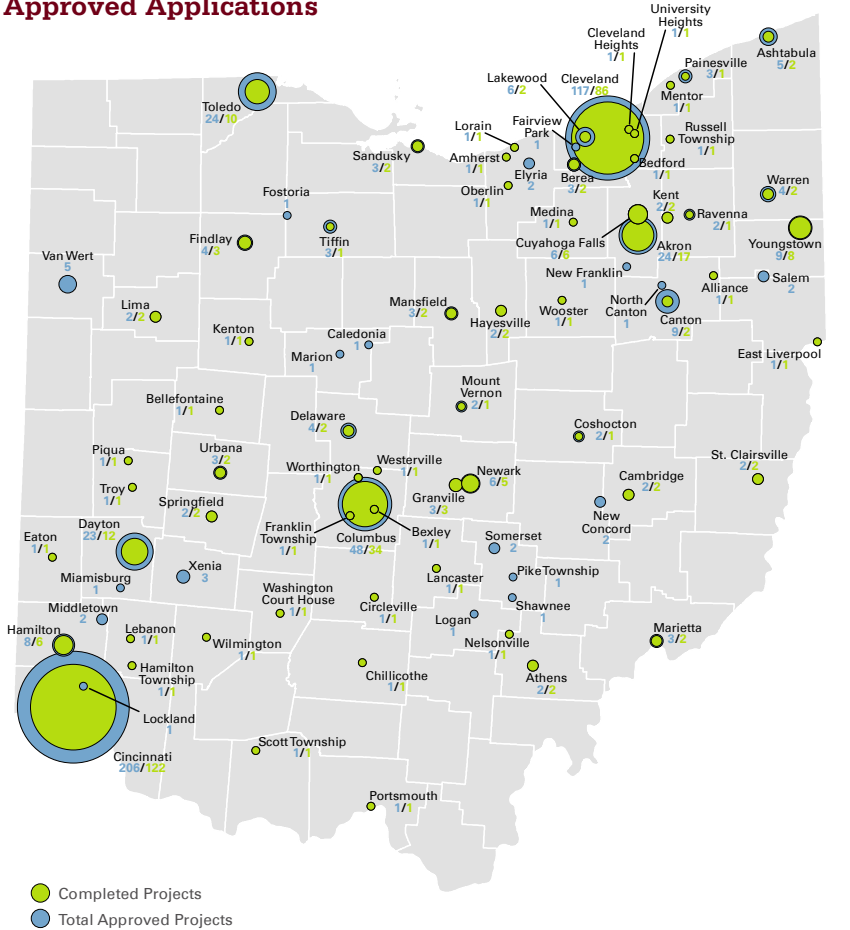 Approved Applications
University
Heights
1/1
Cleveland
Heights
1/1
Ashtabula
5/2
Painesville
3/1
Mentor
1/1
Lakewood
6/2
Cleveland
117/86
Toledo
24/10
Fairview
Park
1
Lorain
1/1
Russell
Township
1/1
Sandusky
3/2
Amherst
1/1
Elyria
2
Berea
3/2
Bedford
1/1
Oberlin
1/1
Warren
4/2
Fostoria
1
Kent
2/2
Ravenna
2/1
Medina
1/1
Findlay
4/3
Tiffin
3/1
Cuyahoga Falls
6/6
Akron
24/17
Youngstown
9/8
Van Wert
5
New Franklin
1
Salem
2
Alliance
1/1
Lima
2/2
Mansfield
3/2
Hayesville
2/2
Wooster
1/1
North
Canton
1
Canton
9/2
Kenton
1/1
Caledonia
1
Marion
1
East Liverpool
1/1
Mount
Vernon
2/1
Bellefontaine
1/1
Delaware
4/2
Coshocton
2/1
Piqua
1/1
Urbana
3/2
Westerville
1/1
Worthington
1/1
Newark
6/5
St. Clairsville
2/2
Troy
1/1
Granville
3/3
Cambridge
2/2
Springfield
2/2
New
Concord
2
Dayton
23/12
Eaton
1/1
Franklin
Township
1/1
Columbus
48/34
Bexley
1/1
Somerset
2
Xenia
3
Miamisburg
1
Pike Township
1
Lancaster
1/1
Washington
Court House
1/1
Middletown
2
Circleville
1/1
Shawnee
1
Logan
1
Hamilton
8/6
Lebanon
1/1
Wilmington
1/1
Nelsonville
1/1
Marietta
3/2
Hamilton
Township
1/1
Chillicothe
1/1
Athens
2/2
Lockland
1
Scott Township
1/1
Cincinnati
206/122
Portsmouth
1/1
Completed Projects
Total Approved Projects